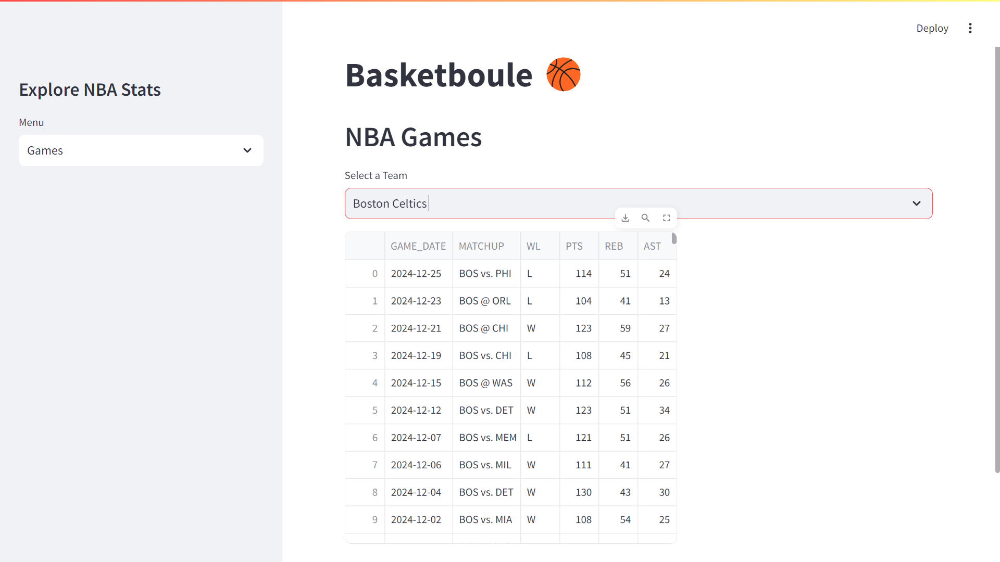 Deploy
Explore NBA Stats
Menu
Games
Basketboule
NBA Games
Select a Team
Boston Celtics
GAME_DATE MATCHUP WL PTS REB AST
0 2024-12-25 BOS vs. PHI L 114 51 24
1 2024-12-23 BOS @ ORL L 104 41 13
2 2024-12-21 BOS @ CHI W 123 59 27
3 2024-12-19 BOS vs. CHI L 108 45 21
4 2024-12-15 BOS @ WAS W 112 56 26
5 2024-12-12 BOS vs. DET W 123 51 34
6 2024-12-07 BOS vs. MEM L 121 51 26
7 2024-12-06 BOS vs. MIL W 111 41 27
8 2024-12-04 BOS vs. DET W 130 43 30
9 2024-12-02 BOS vs. MIA W 108 54 25